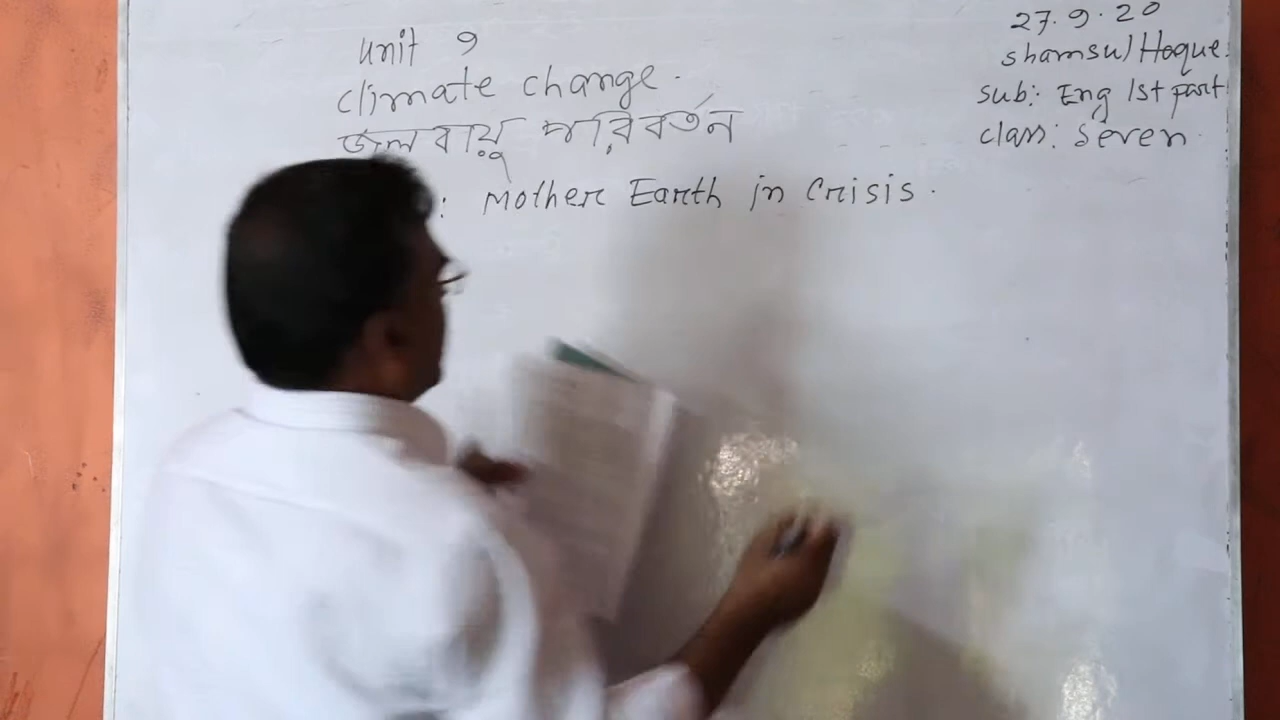 Unit 9
climate change.
জলবায়ু পরিবর্তন
: Mother Earth in Crisis.
27.9.20
shamsul Hoque.
Sub: Eng 1st part
class: Seven